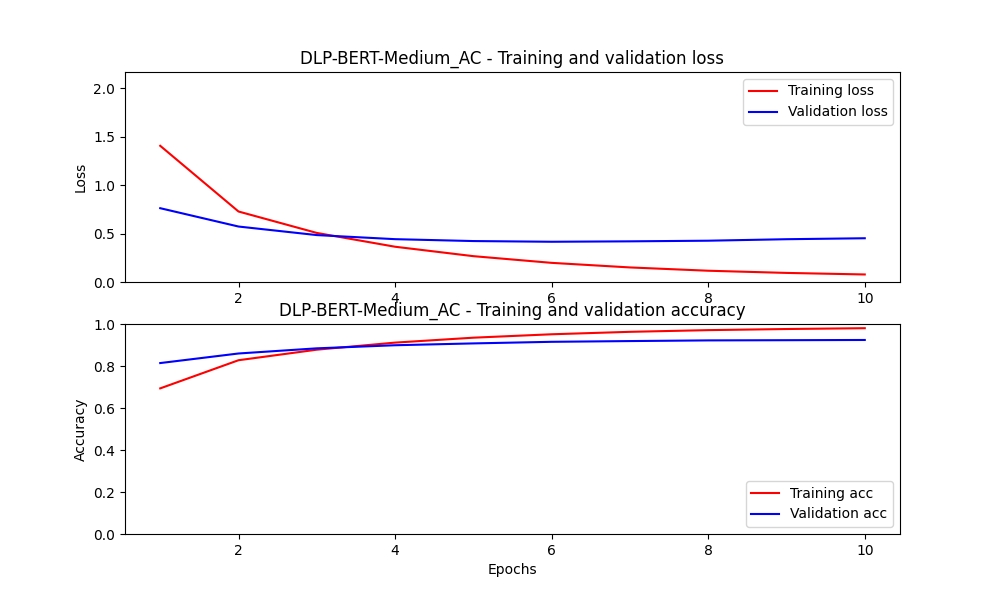 DLP-BERT-Medium_AC - Training and validation loss
2.0
1.5
1.0
0.5
0.0
Loss
Training loss
Validation loss
2 4 6 8 10
DLP-BERT-Medium_AC - Training and validation accuracy
1.0
0.8
0.6
0.4
0.2
0.0
Accuracy
Training acc
Validation acc
2 4 6 8 10
Epochs